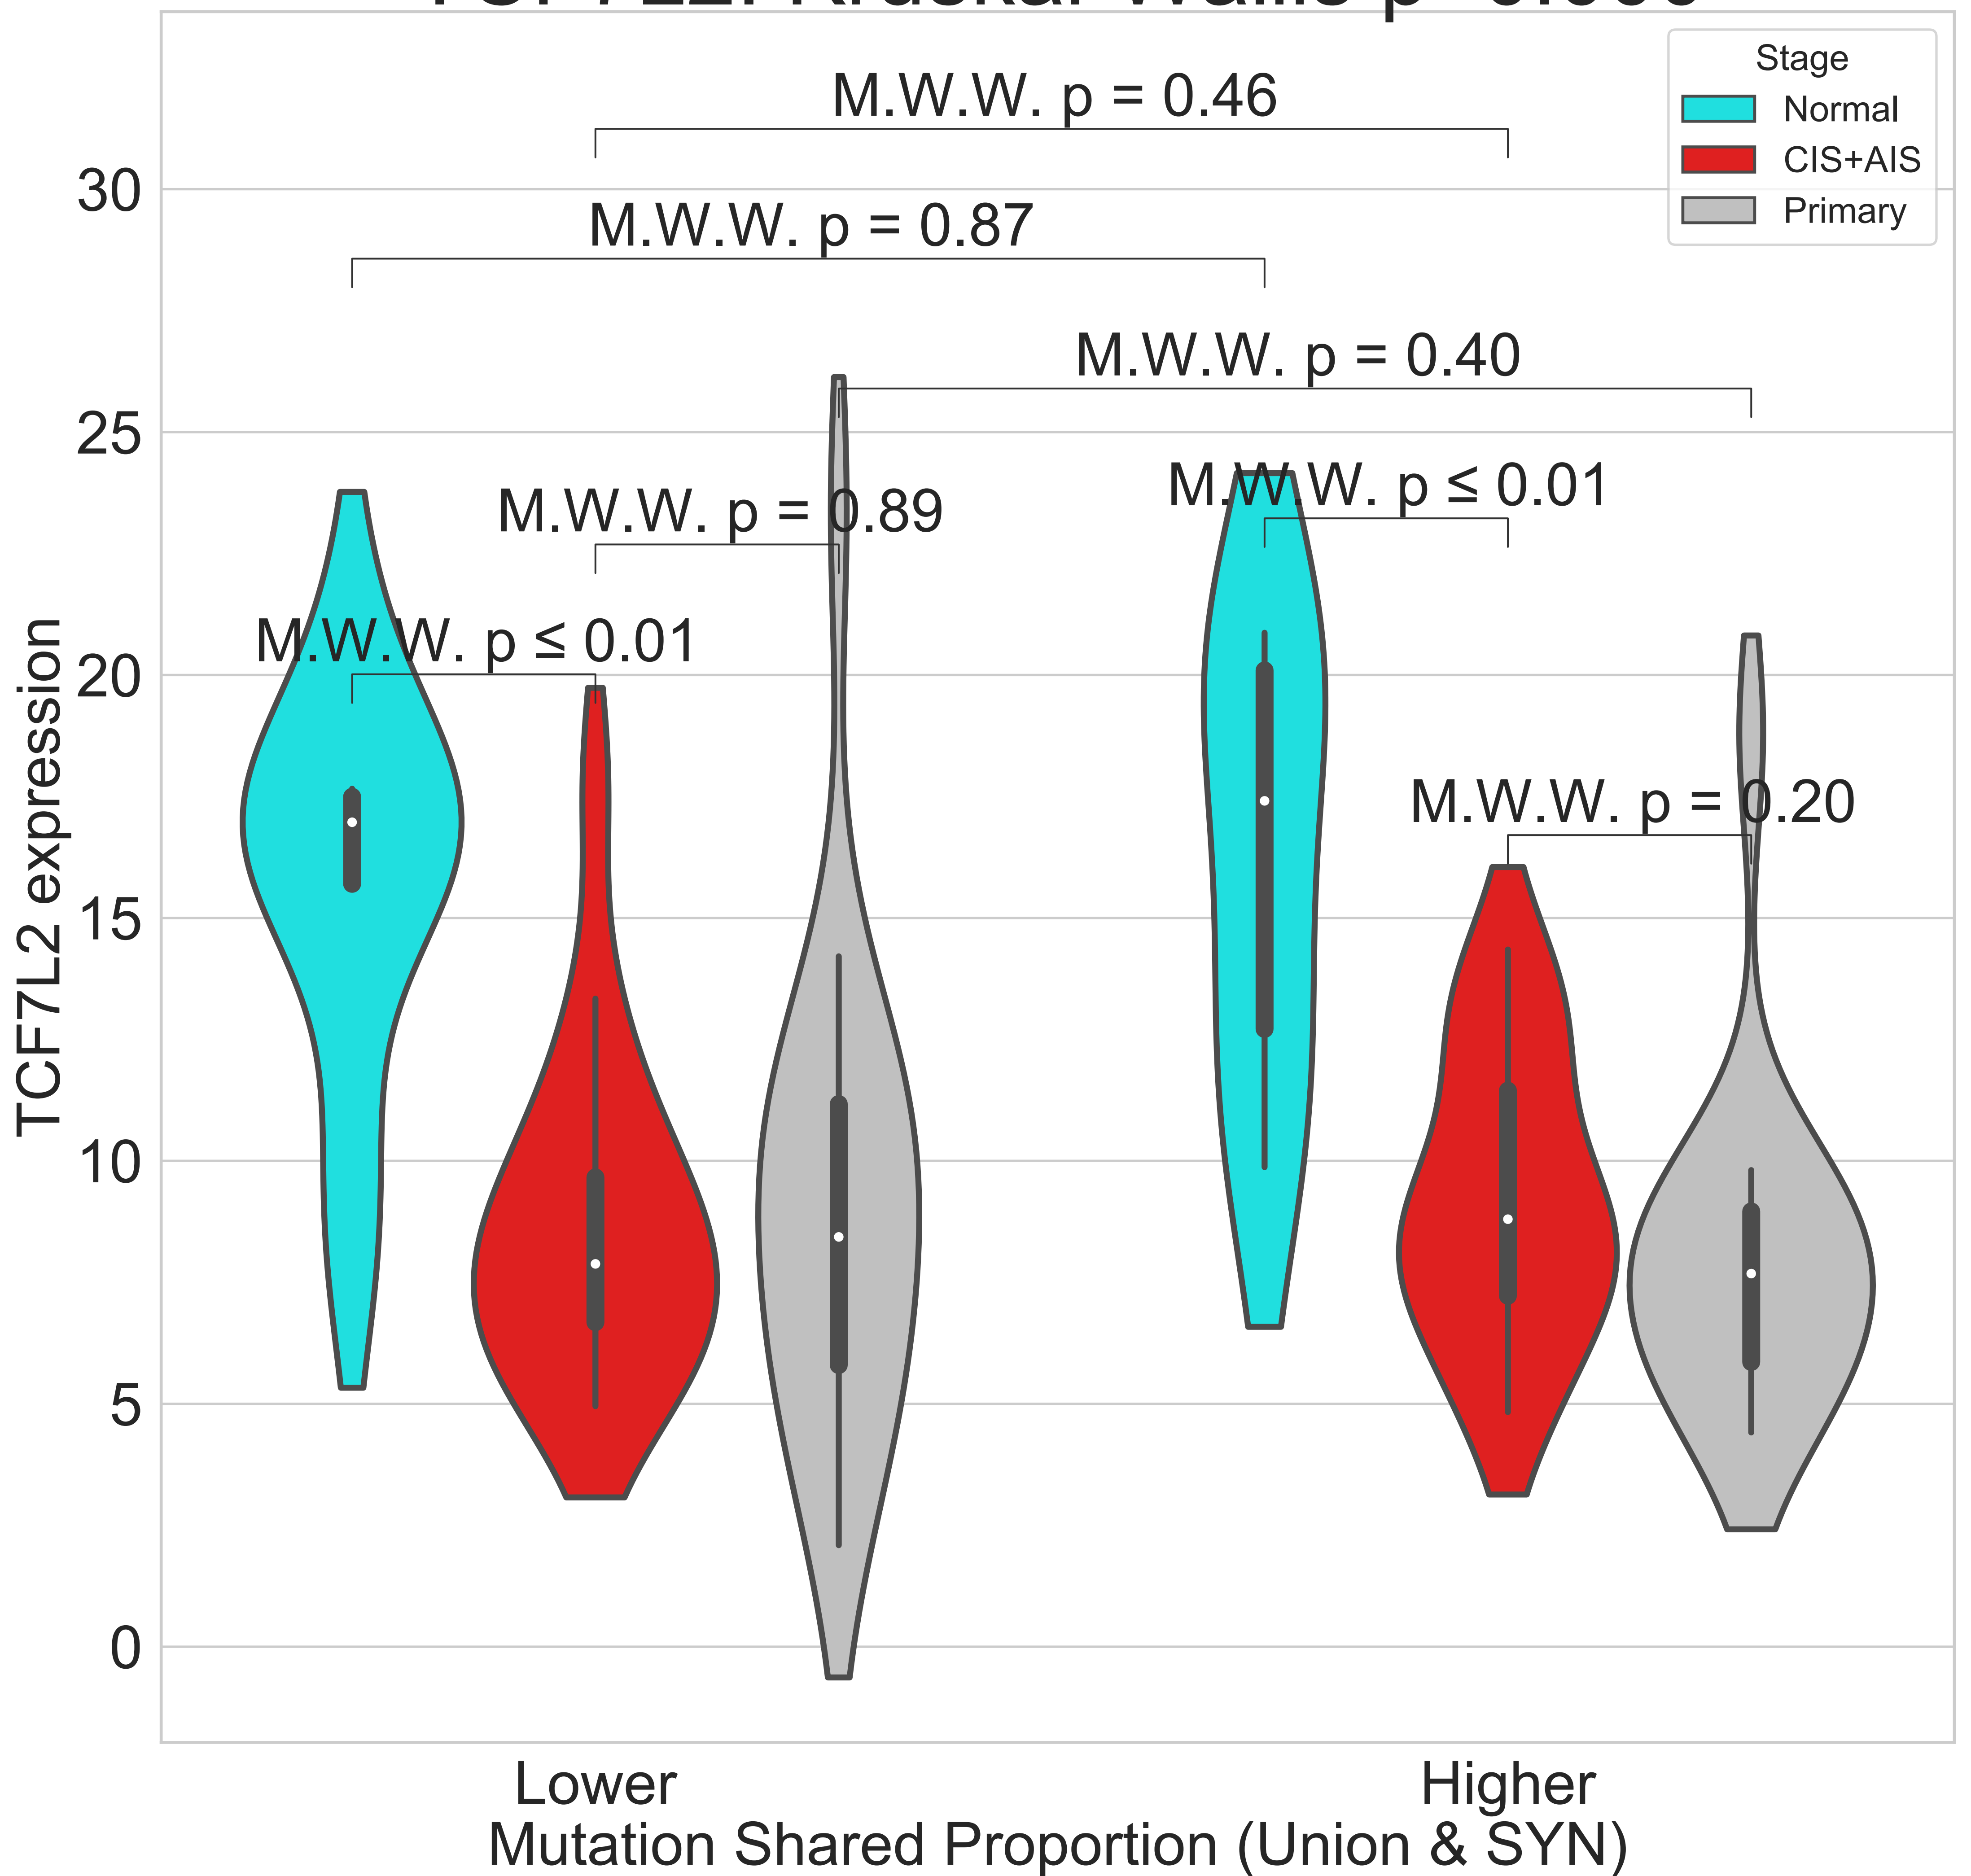 Stage
Normal
CIS+AIS
Primary
M.W.W. p = 0.46
M.W.W. p = 0.87
M.W.W. p = 0.40
M.W.W. p ≤ 0.01
M.W.W. p = 0.89
M.W.W. p ≤ 0.01
M.W.W. p = 0.20
30
25
20
15
10
5
0
TCF7L2 expression
Lower
Higher
Mutation Shared Proportion (Union & SYN)